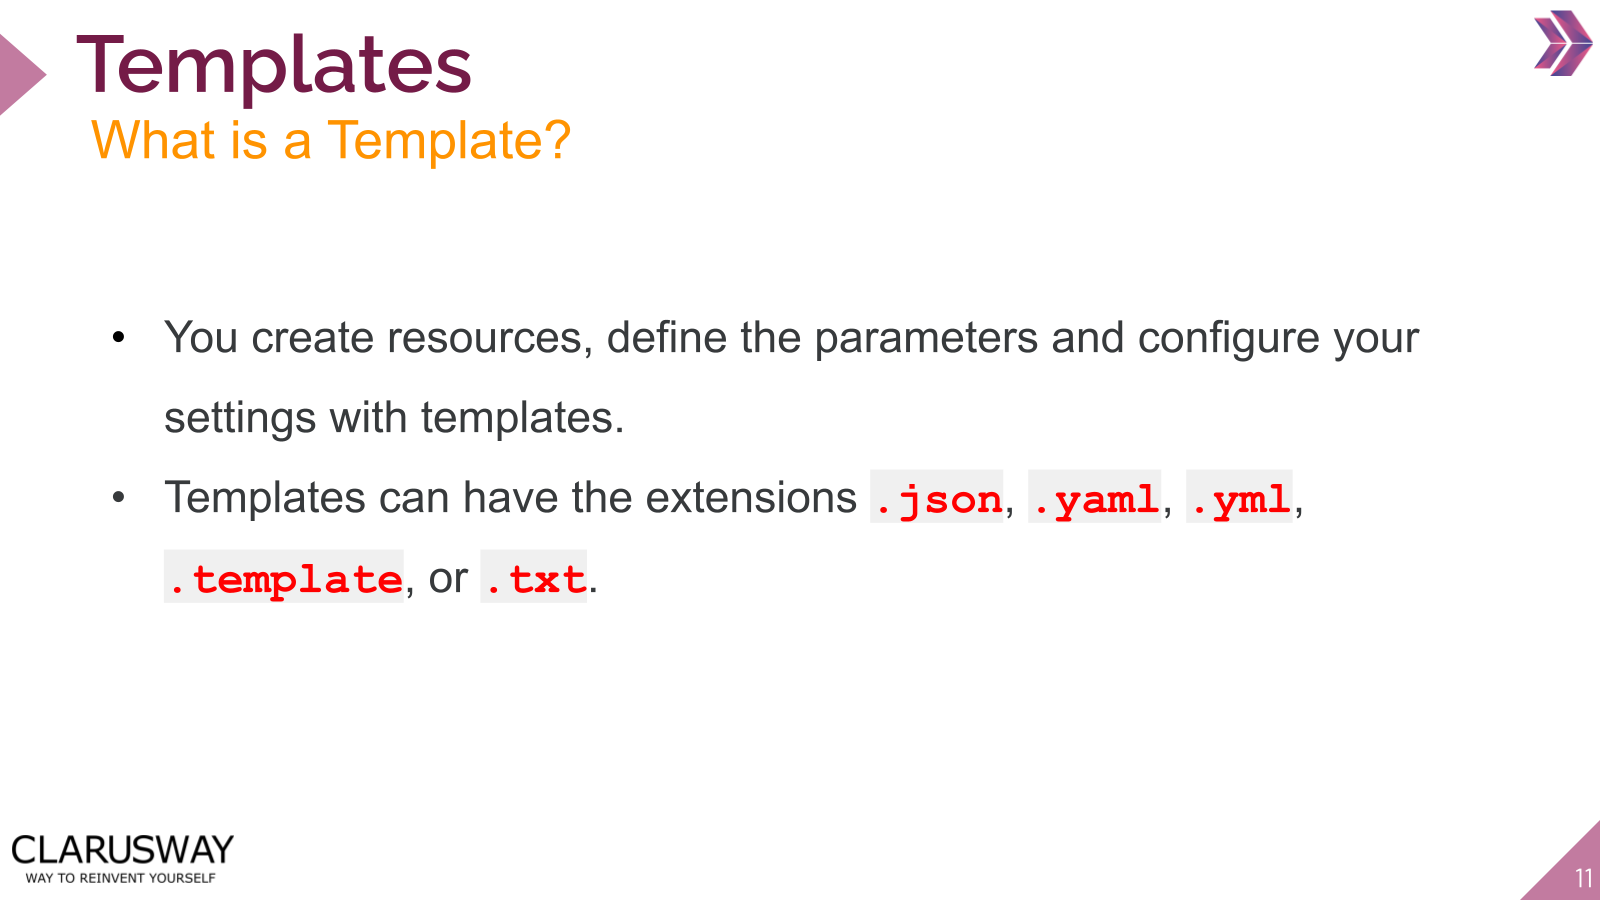 Templates
What is a Template?
• You create resources, define the parameters and configure your
settings with templates.
• Templates can have the extensions .json, .yaml, .yml,
.template, or .txt.
CLARUSWAY
WAY TO REINVENT YOURSELF
11